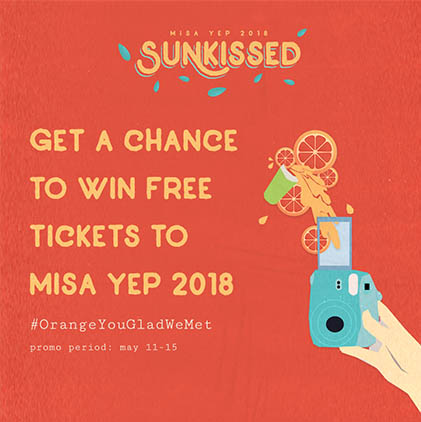 MISA YEP 2018
SUNKISSED
GET A CHANCE
TO WIN FREE
TICKETS TO
MISA YEP 2018
#OrangeYouGladWeMet
promo period: may 11-15